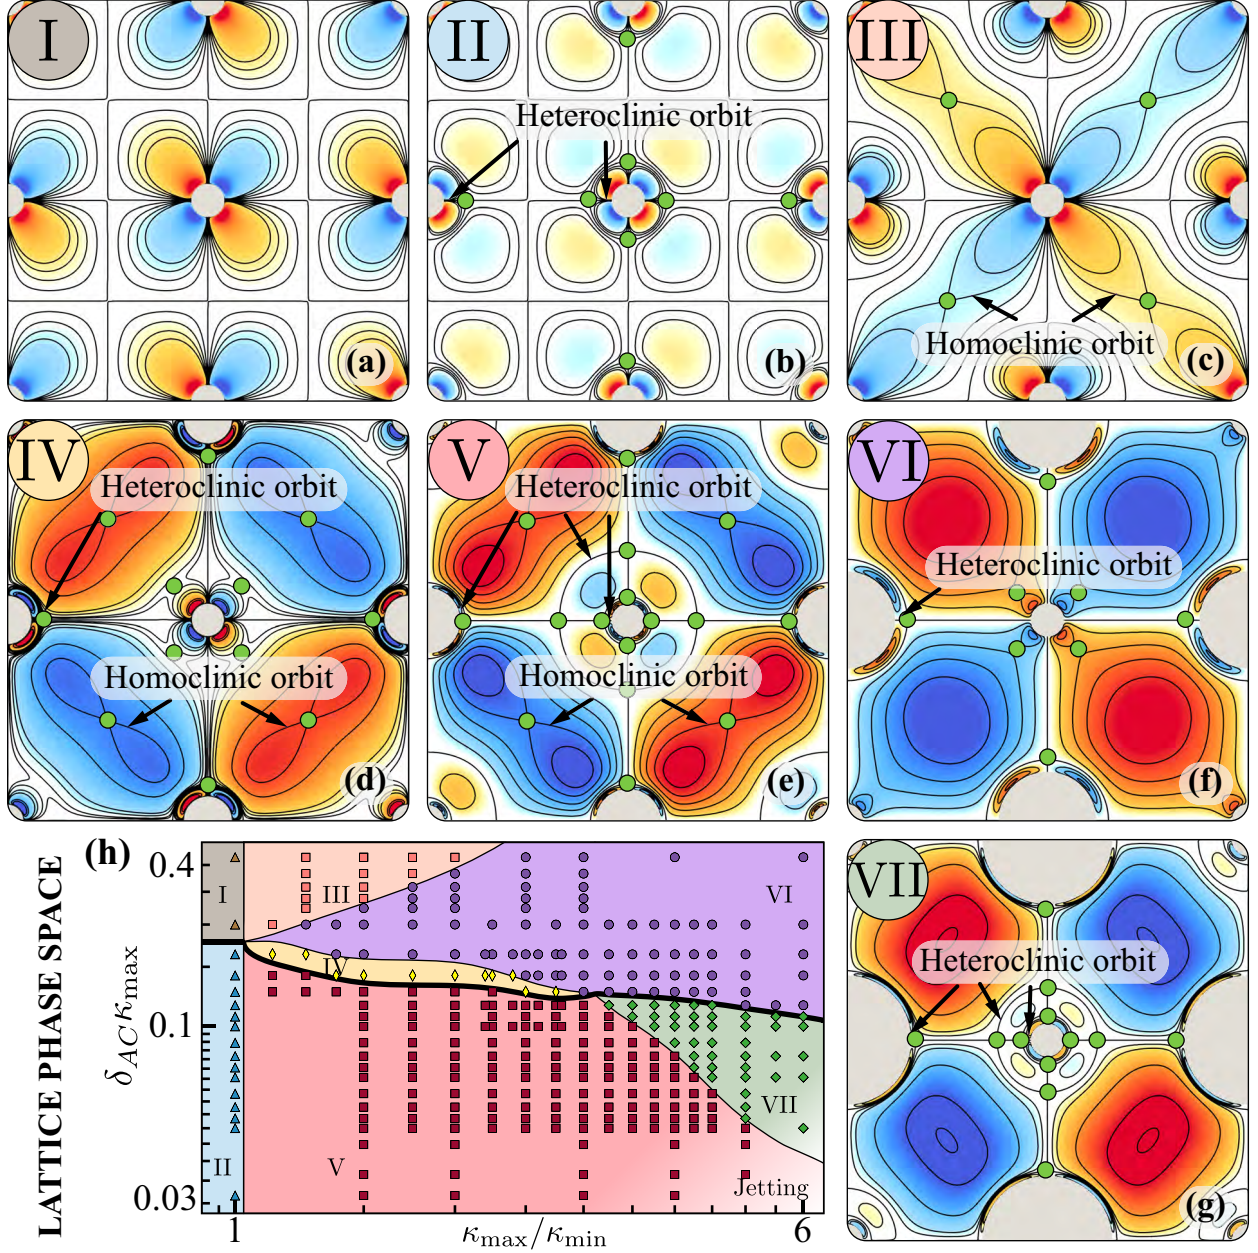 I
(a)
II
Heteroclinic orbit
(b)
III
Homoclinic orbit
(c)
IV
Heteroclinic orbit
Homoclinic orbit
(d)
V
Heteroclinic orbit
Homoclinic orbit
(e)
VI
Heteroclinic orbit
(f)
VII
Heteroclinic orbit
(g)
(h)
LATTICE PHASE SPACE
δ_AC κ_max
0.4
0.1
0.03
I
III
VI
IV
II
V
VII
Jetting
1
6
κ_max/κ_min